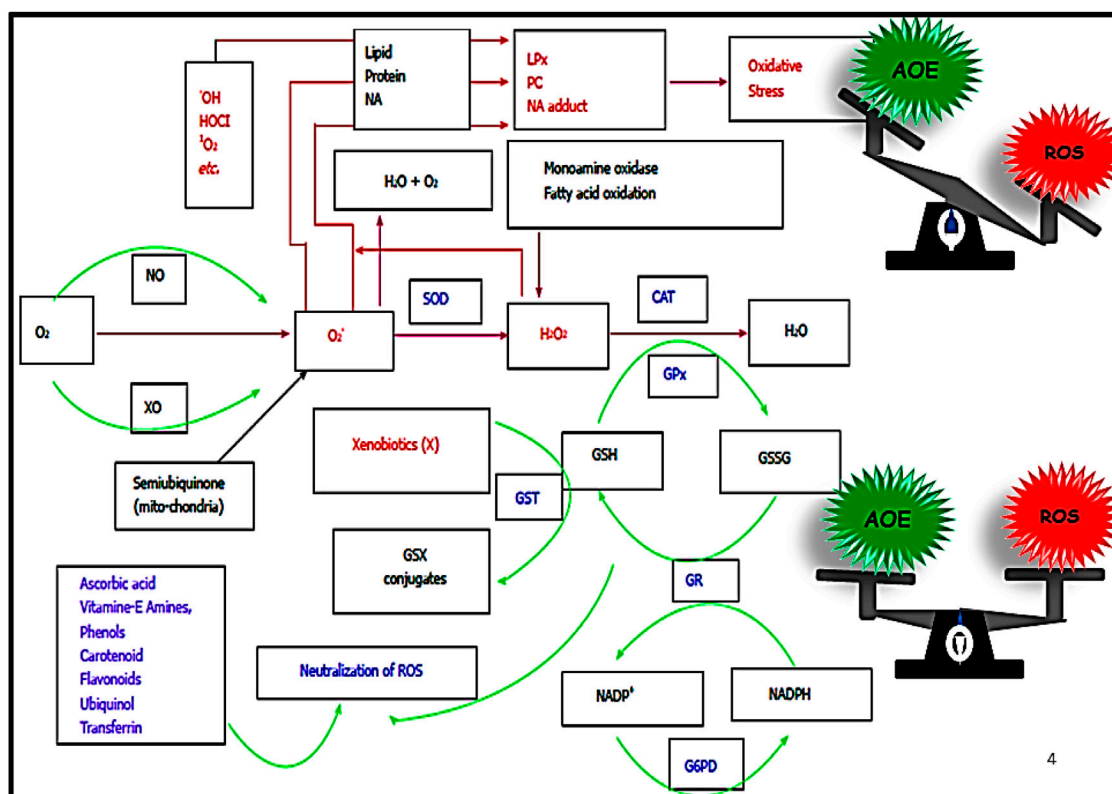 Lipid
Protein
NA
LPx
PC
NA adduct
Oxidative
Stress
AOE
ROS
˙OH
HOCl
¹O₂
etc.
H₂O + O₂
Monoamine oxidase
Fatty acid oxidation
NO
SOD
CAT
O₂
O₂˙
H₂O₂
H₂O
GPx
XO
Xenobiotics (X)
GSH
GSSG
Semiubiquinone
(mito-chondria)
GST
AOE
ROS
GSX
conjugates
GR
Ascorbic acid
Vitamine-E Amines,
Phenols
Carotenoid
Flavonoids
Ubiquinol
Transferrin
Neutralization of ROS
NADP⁺
NADPH
G6PD
4